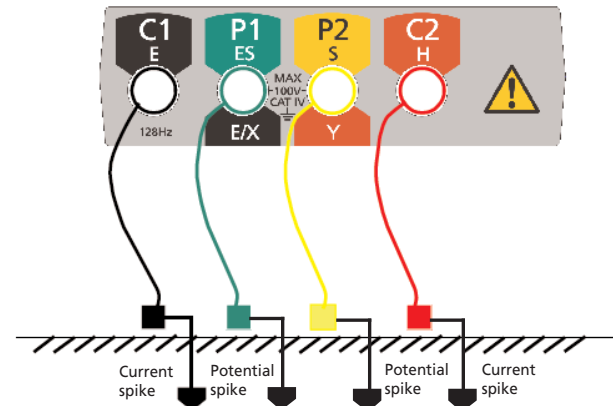 C1
E
P1
ES
P2
S
C2
H
MAX
100V
CAT IV
128Hz
E/X
Y
Current
spike
Potential
spike
Potential
spike
Current
spike